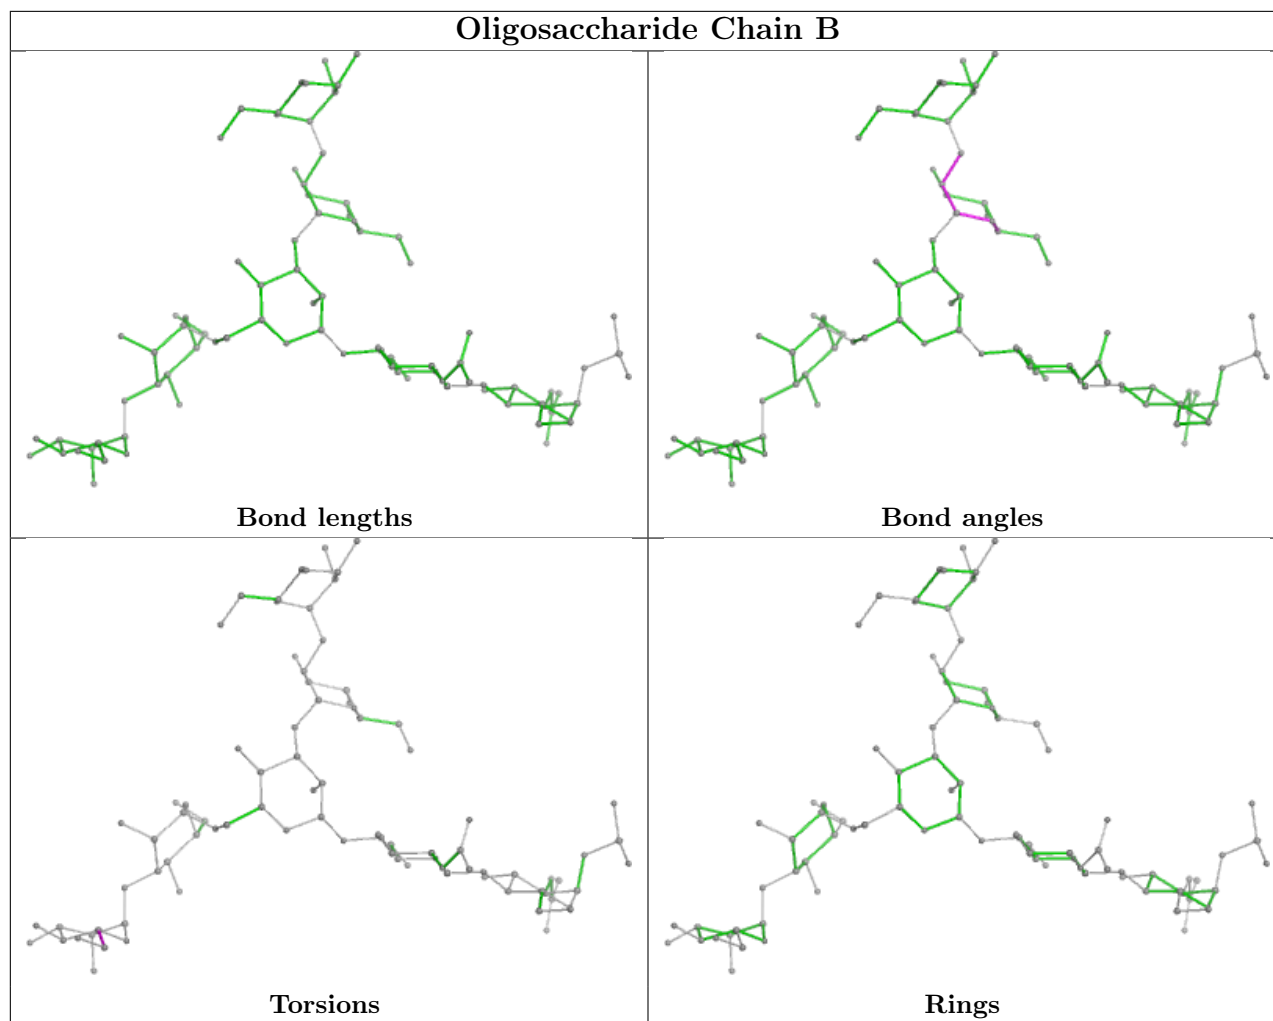 Oligosaccharide Chain B
Bond lengths
Bond angles
Torsions
Rings